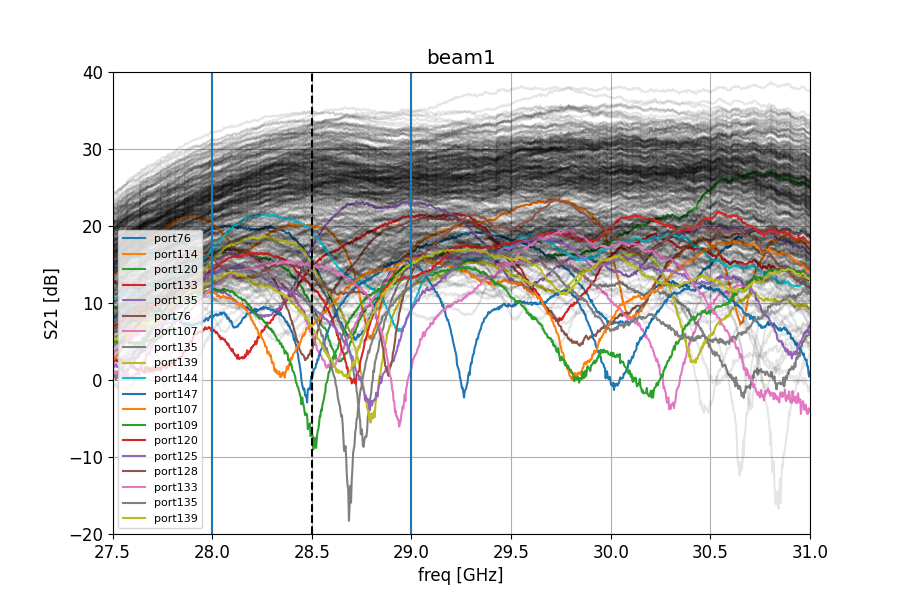 beam1
S21 [dB]
40
30
20
10
0
−10
−20
port76
port114
port120
port133
port135
port76
port107
port135
port139
port144
port147
port107
port109
port120
port125
port128
port133
port135
port139
27.5 28.0 28.5 29.0 29.5 30.0 30.5 31.0
freq [GHz]